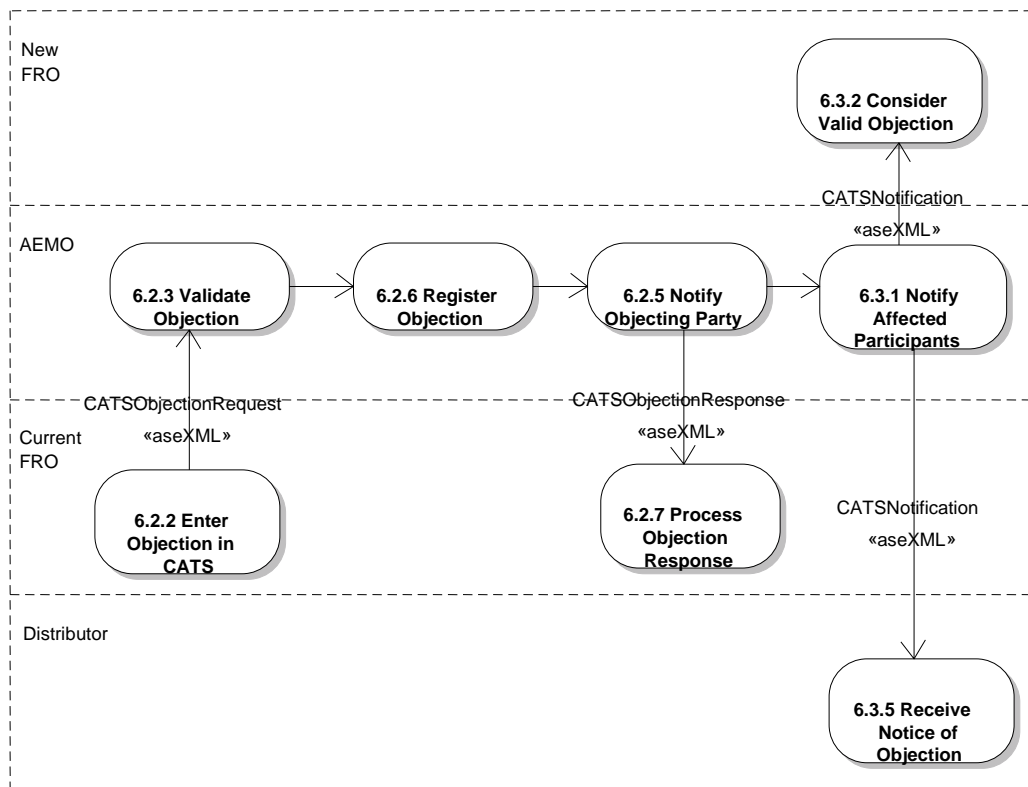 New
FRO
6.3.2 Consider
Valid Objection
CATSNotification
«aseXML»
AEMO
6.2.3 Validate
Objection
6.2.6 Register
Objection
6.2.5 Notify
Objecting Party
6.3.1 Notify
Affected
Participants
CATSObjectionRequest
«aseXML»
CATSObjectionResponse
«aseXML»
Current
FRO
6.2.2 Enter
Objection in
CATS
6.2.7 Process
Objection
Response
CATSNotification
«aseXML»
Distributor
6.3.5 Receive
Notice of
Objection